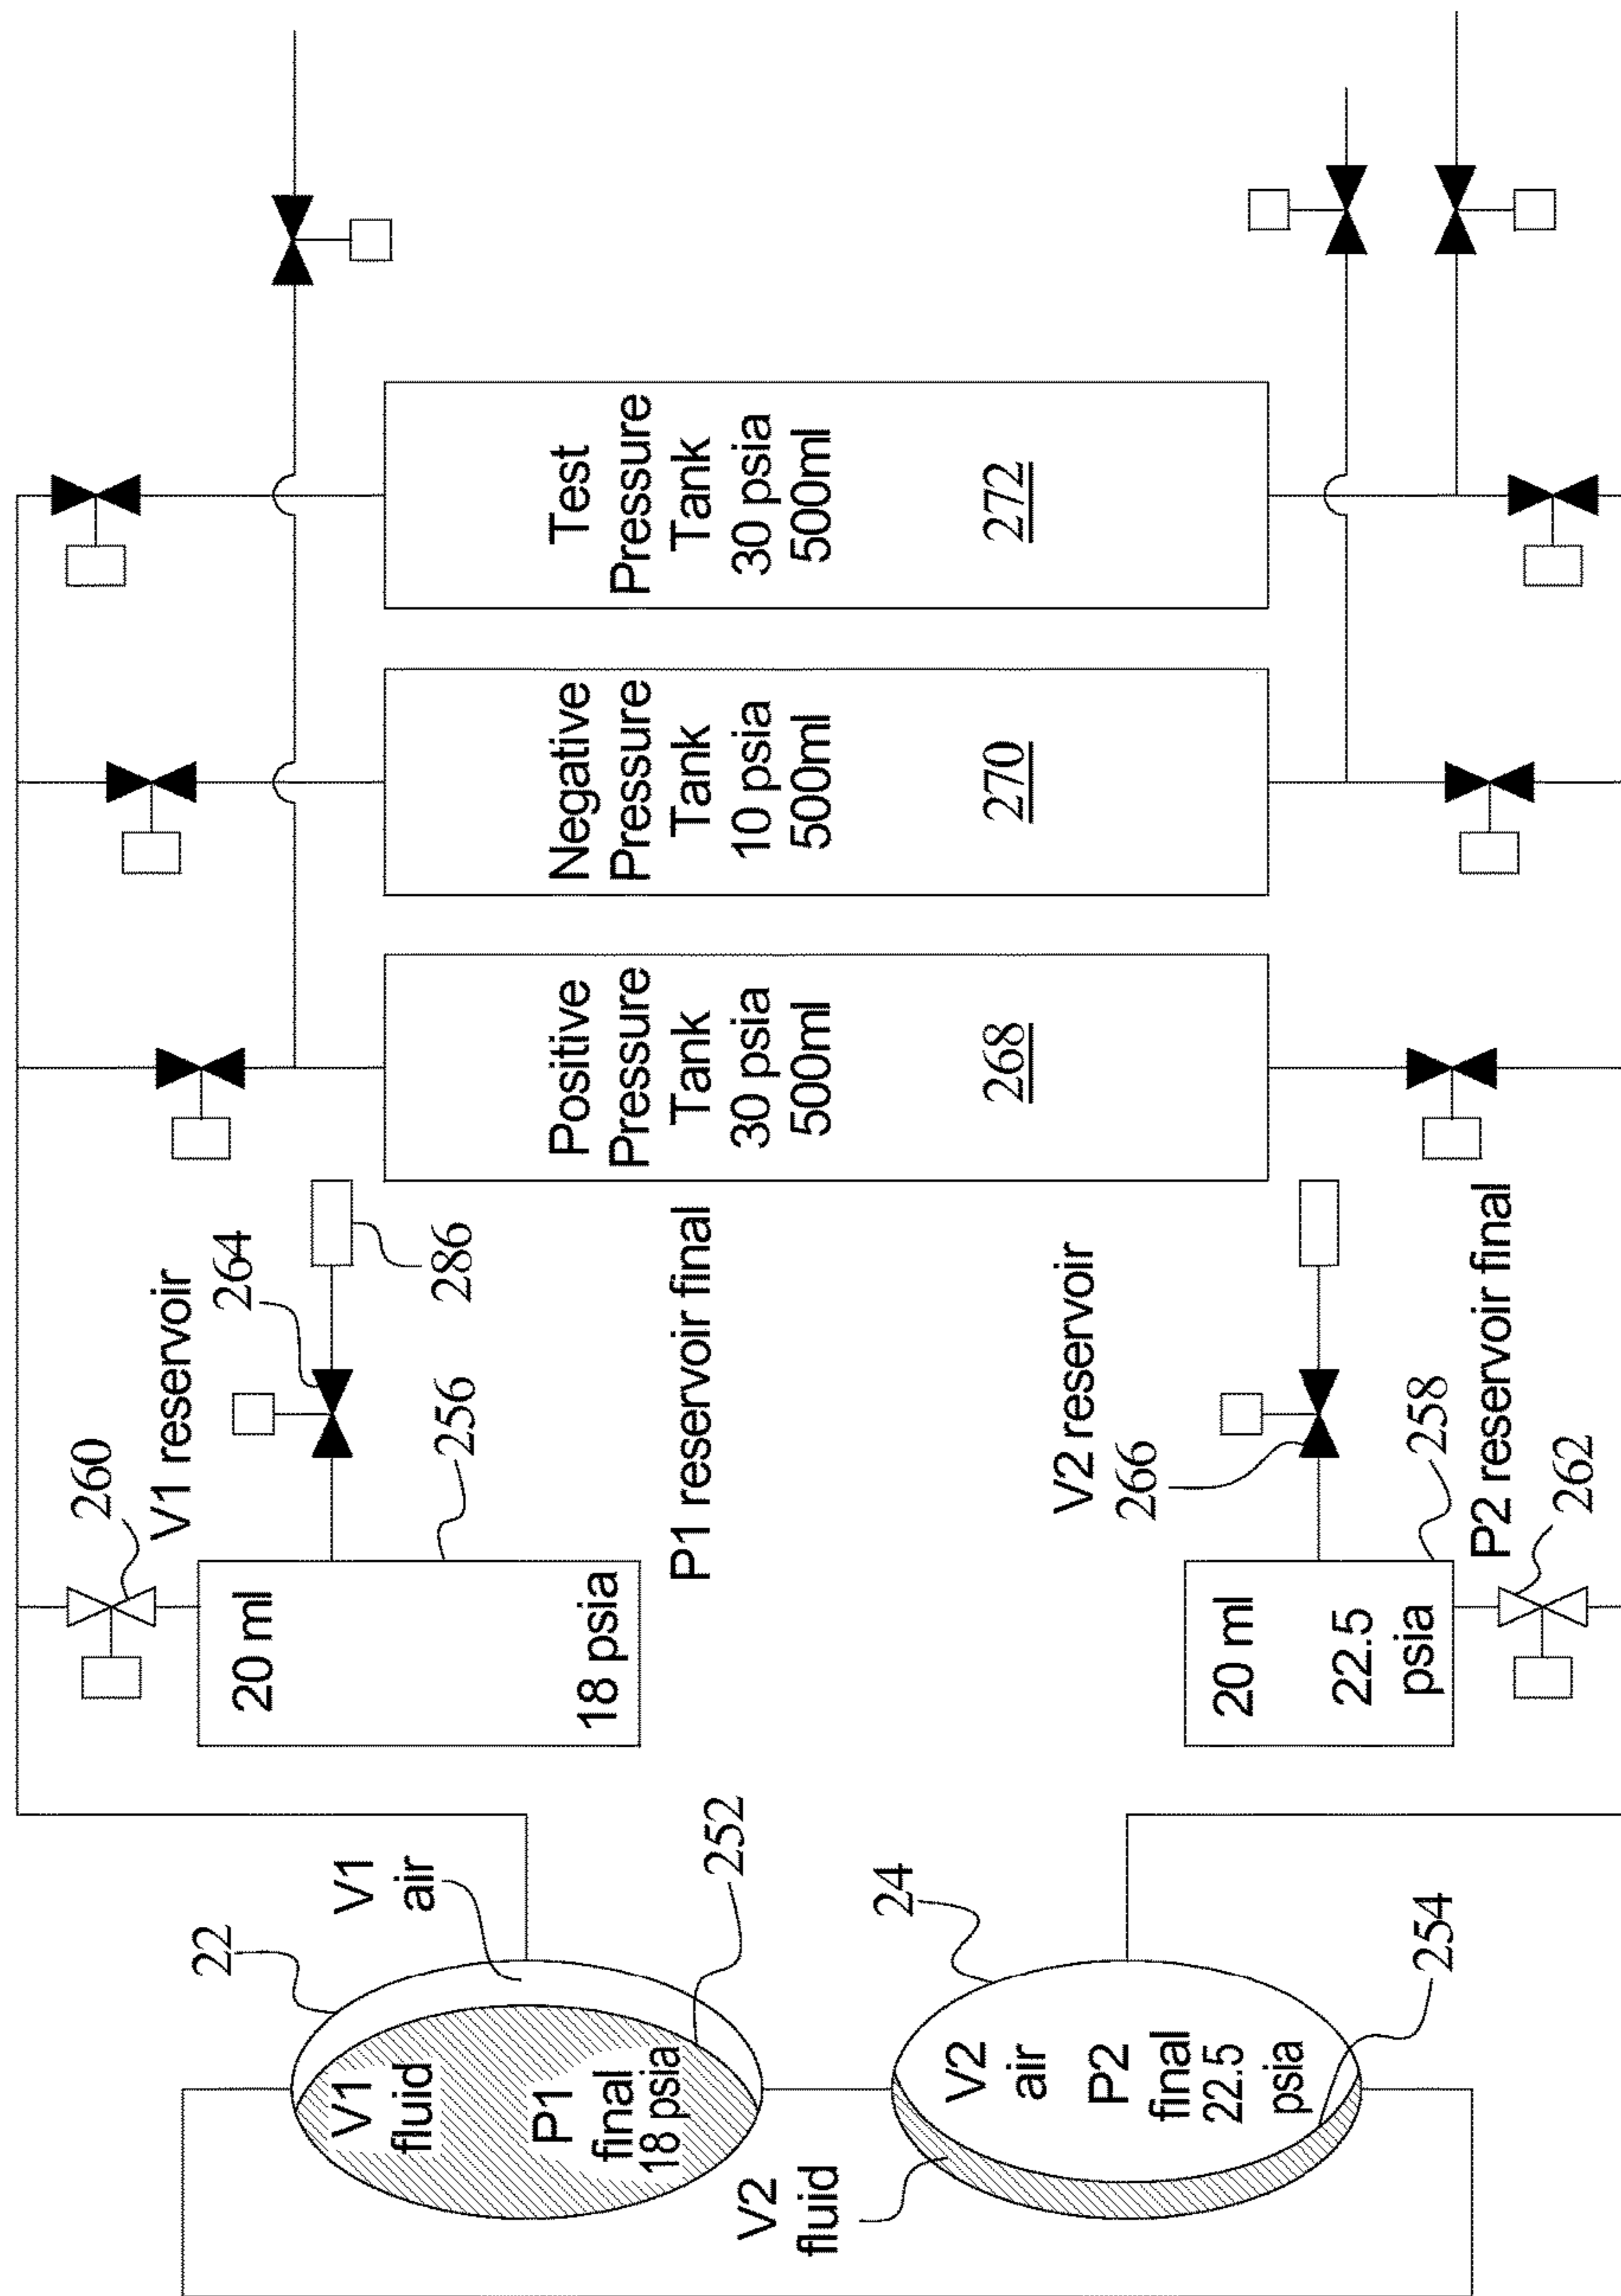 22
V1
air
V1
fluid
P1
final
18 psia
252
V2
fluid
24
V2
air
P2
final
22.5
psia
254
260
V1 reservoir
264
286
20 ml
18 psia
256
P1 reservoir final
V2 reservoir
266
20 ml
22.5
psia
258
P2 reservoir final
262
Positive
Pressure
Tank
30 psia
500ml
268
Negative
Pressure
Tank
10 psia
500ml
270
Test
Pressure
Tank
30 psia
500ml
272